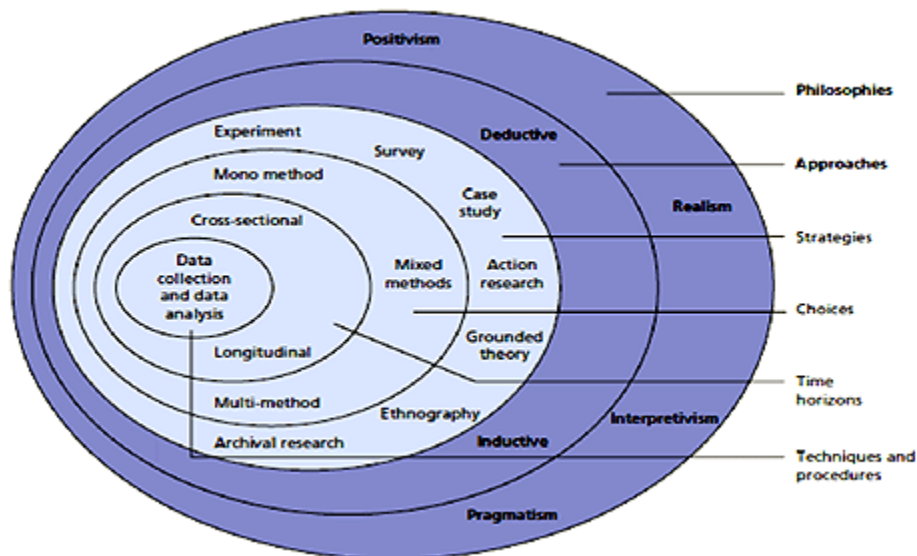 Positivism
Philosophies
Experiment
Deductive
Survey
Approaches
Mono method
Case
study
Cross-sectional
Realism
Strategies
Data
collection
and data
analysis
Mixed
methods
Action
research
Choices
Grounded
theory
Longitudinal
Time
horizons
Multi-method
Ethnography
Interpretivism
Archival research
Inductive
Techniques and
procedures
Pragmatism